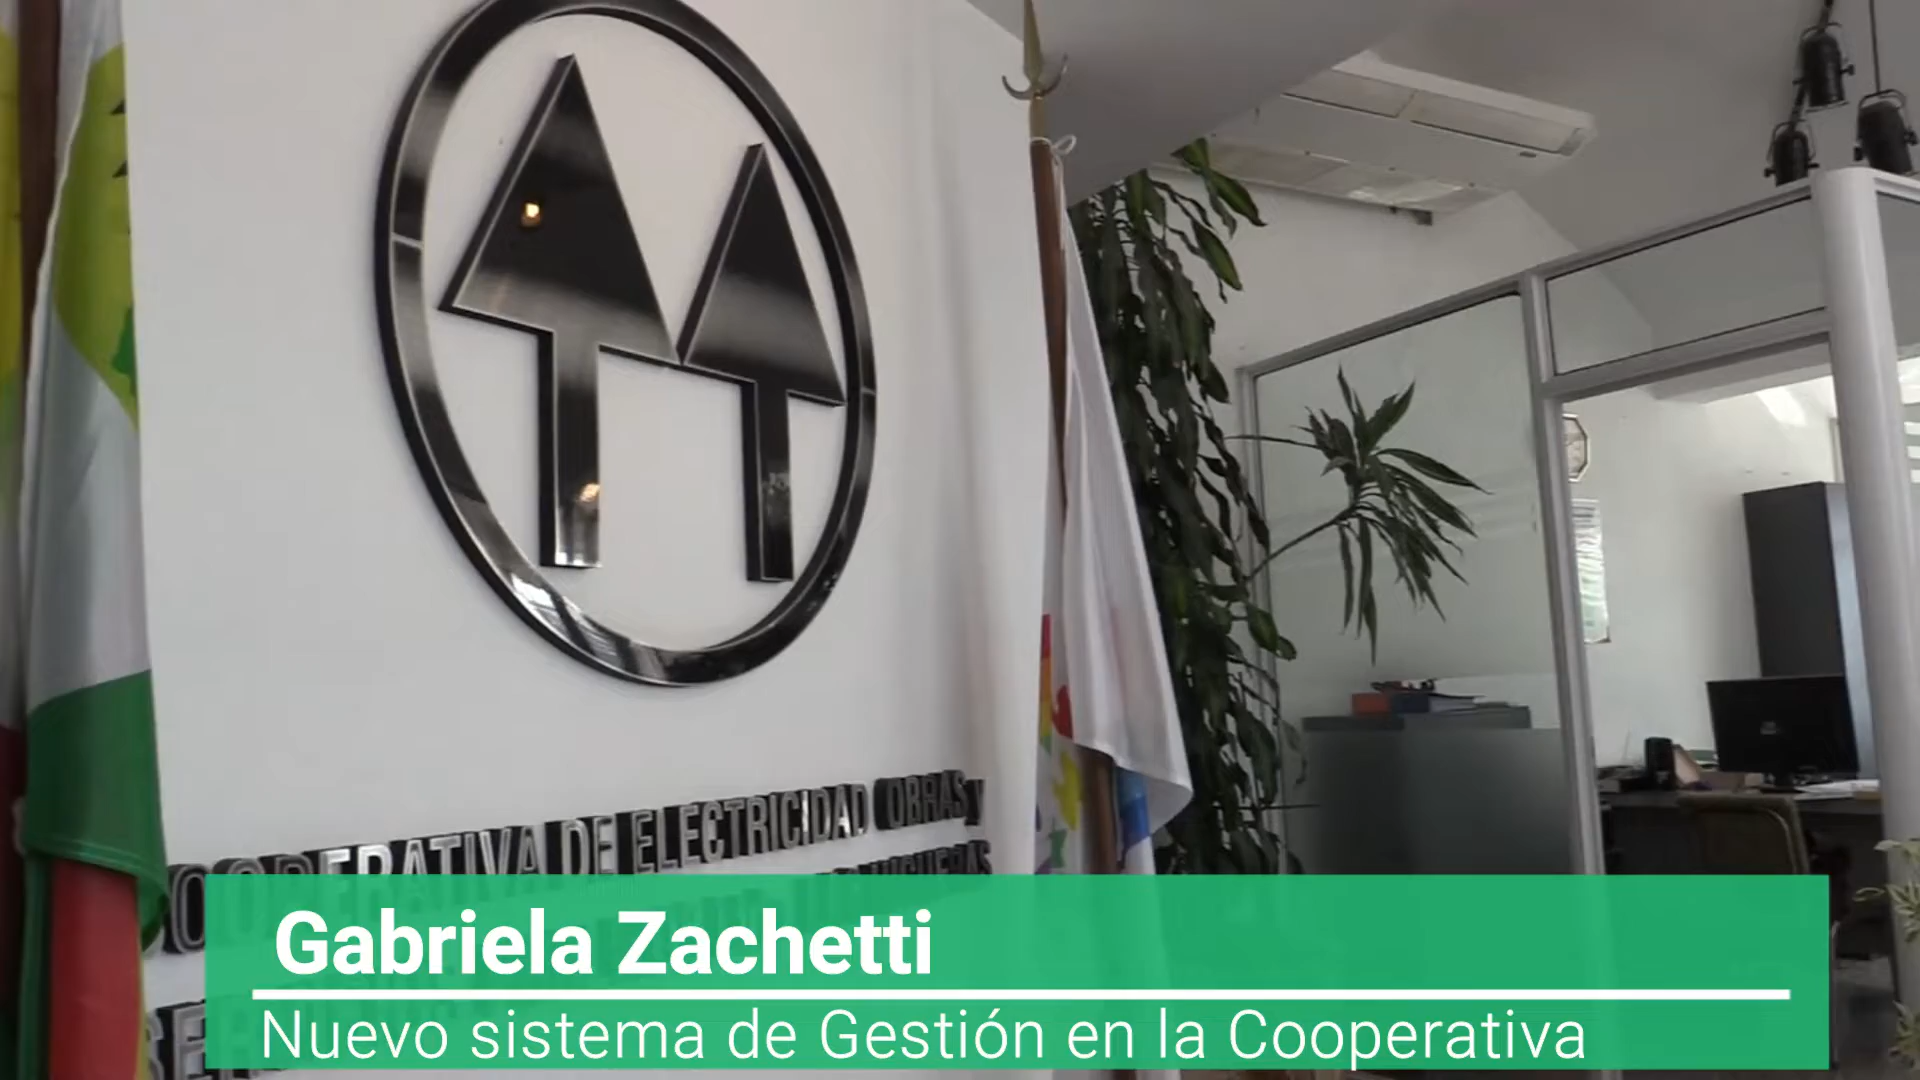 COOPERATIVA DE ELECTRICIDAD OBRAS y
Gabriela Zachetti
Nuevo sistema de Gestión en la Cooperativa